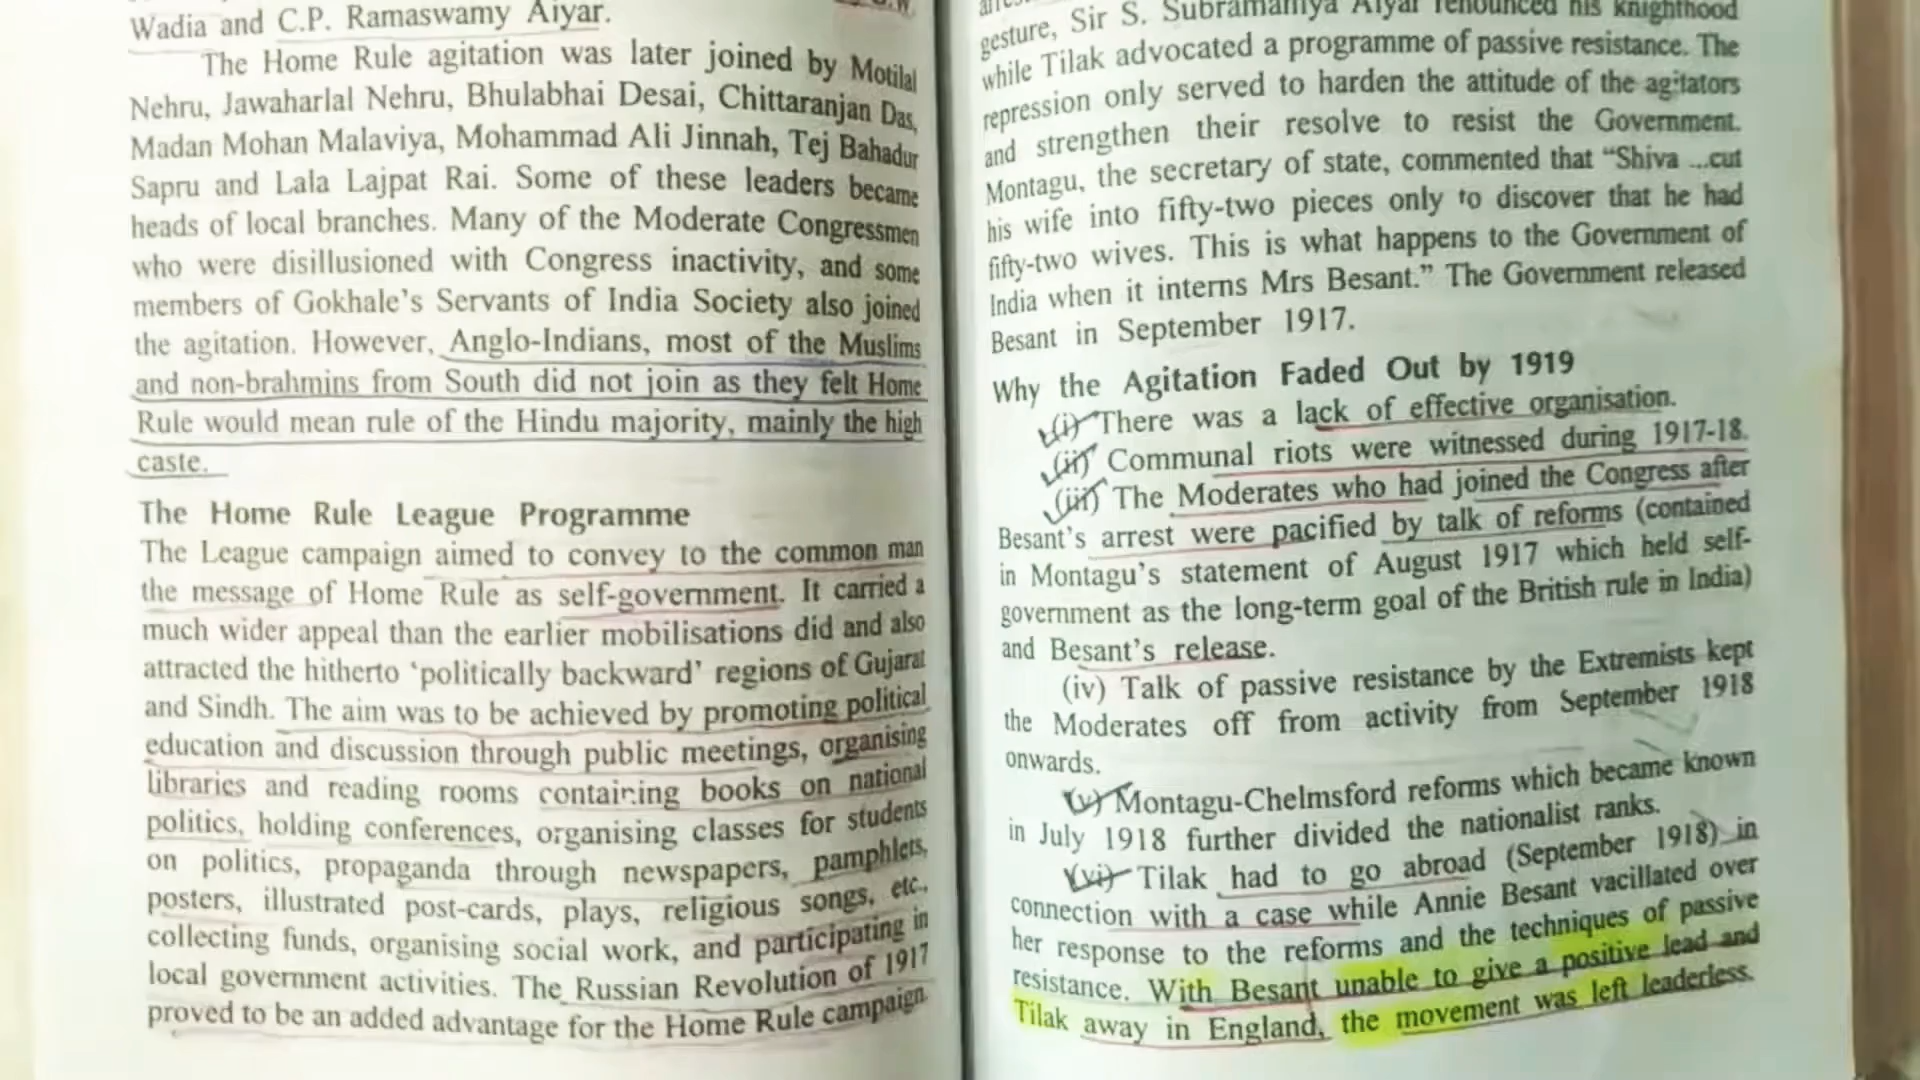 Wadia and C.P. Ramaswamy Aiyar.
The Home Rule agitation was later joined by Motilal
Nehru, Jawaharlal Nehru, Bhulabhai Desai, Chittaranjan Das,
Madan Mohan Malaviya, Mohammad Ali Jinnah, Tej Bahadur
Sapru and Lala Lajpat Rai. Some of these leaders became
heads of local branches. Many of the Moderate Congressmen
who were disillusioned with Congress inactivity, and some
members of Gokhale's Servants of India Society also joined
the agitation. However, Anglo-Indians, most of the Muslims
and non-brahmins from South did not join as they felt Home
Rule would mean rule of the Hindu majority, mainly the high
caste.
The Home Rule League Programme
The League campaign aimed to convey to the common man
the message of Home Rule as self-government. It carried a
much wider appeal than the earlier mobilisations did and also
attracted the hitherto 'politically backward' regions of Gujarat
and Sindh. The aim was to be achieved by promoting political
education and discussion through public meetings, organising
libraries and reading rooms containing books on national
politics, holding conferences, organising classes for students
on politics, propaganda through newspapers, pamphlets,
posters, illustrated post-cards, plays, religious songs, etc.,
collecting funds, organising social work, and participating in
local government activities. The Russian Revolution of 1917
proved to be an added advantage for the Home Rule campaign.
gesture, Sir S. Subramaniya Aiyar renounced his knighthood
while Tilak advocated a programme of passive resistance. The
repression only served to harden the attitude of the agitators
and strengthen their resolve to resist the Government.
Montagu, the secretary of state, commented that "Shiva ...cut
his wife into fifty-two pieces only to discover that he had
fifty-two wives. This is what happens to the Government of
India when it interns Mrs Besant." The Government released
Besant in September 1917.
Why the Agitation Faded Out by 1919
(i) There was a lack of effective organisation.
(ii) Communal riots were witnessed during 1917-18.
(iii) The Moderates who had joined the Congress after
Besant's arrest were pacified by talk of reforms (contained
in Montagu's statement of August 1917 which held self-
government as the long-term goal of the British rule in India)
and Besant's release.
(iv) Talk of passive resistance by the Extremists kept
the Moderates off from activity from September 1918
onwards.
(v) Montagu-Chelmsford reforms which became known
in July 1918 further divided the nationalist ranks.
(vi) Tilak had to go abroad (September 1918) in
connection with a case while Annie Besant vacillated over
her response to the reforms and the techniques of passive
resistance. With Besant unable to give a positive lead and
Tilak away in England, the movement was left leaderless.